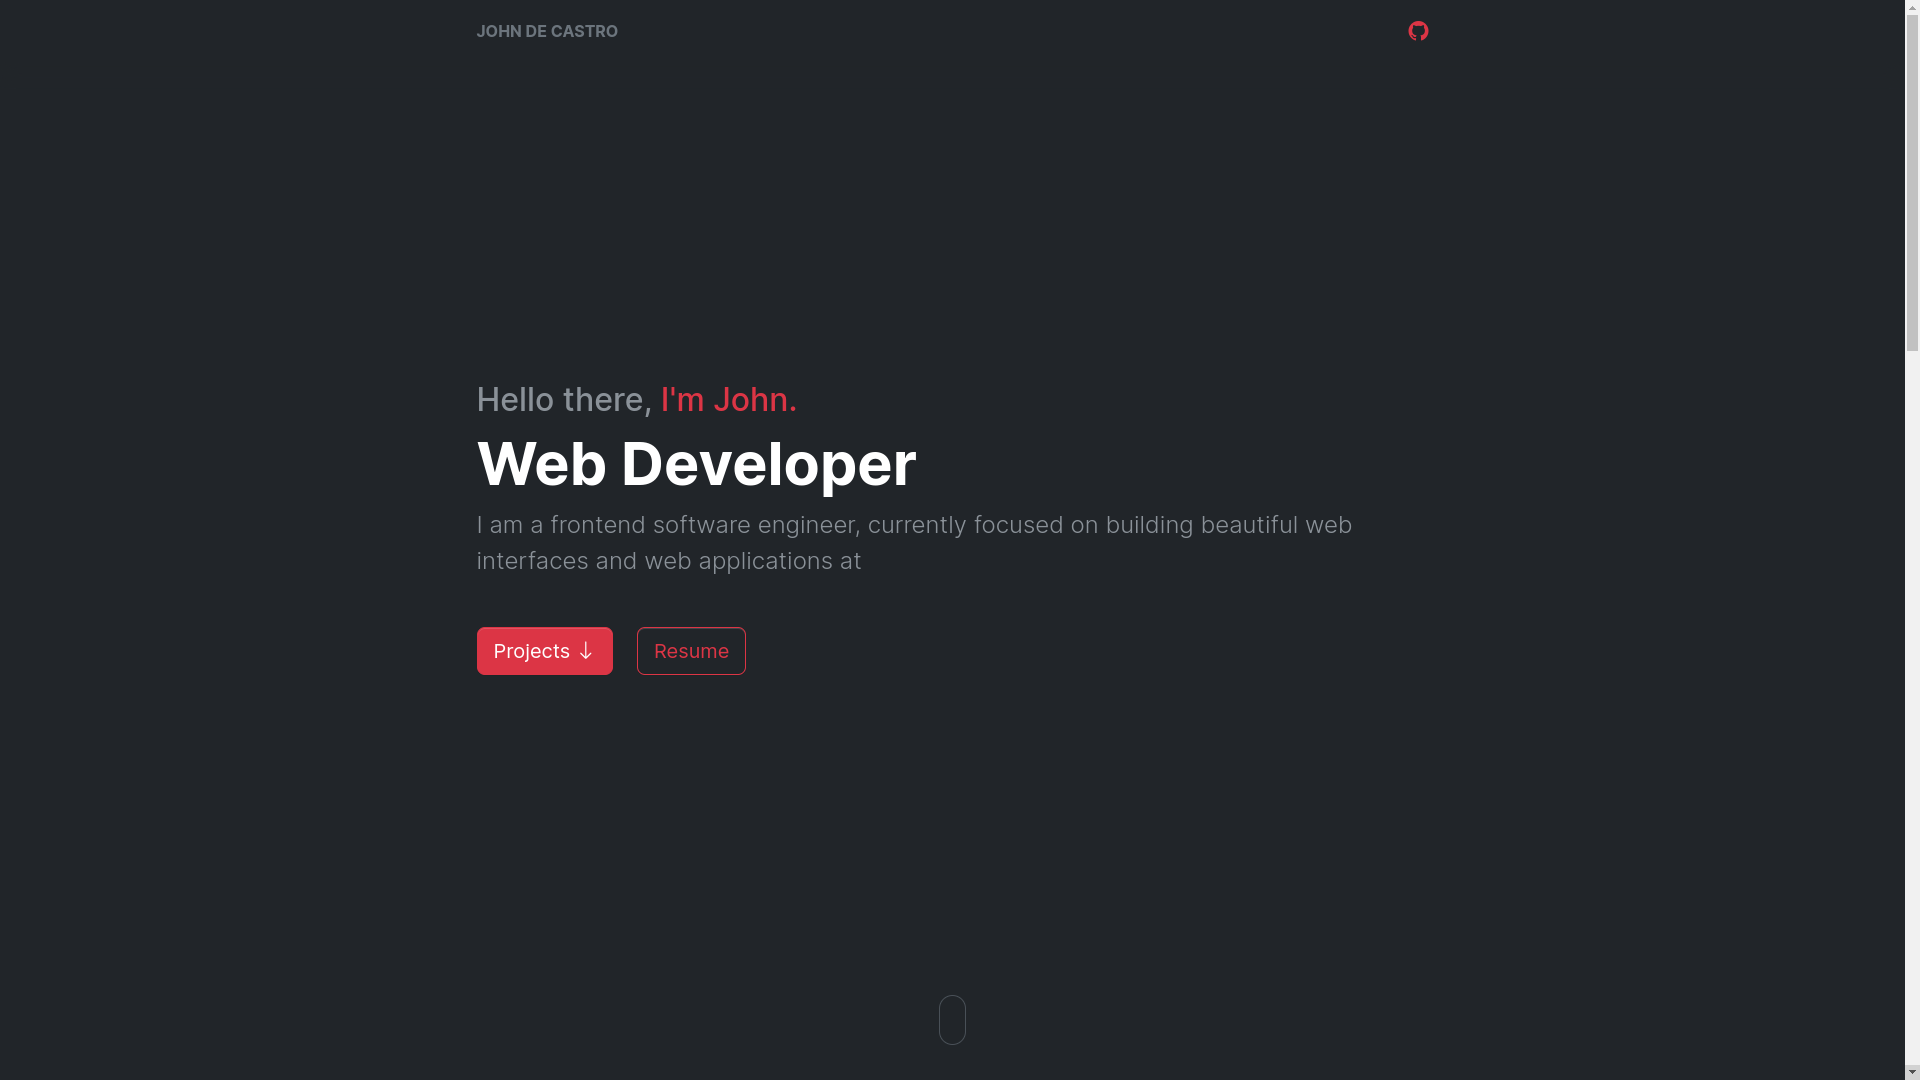 JOHN DE CASTRO
Hello there, I'm John.
Web Developer
I am a frontend software engineer, currently focused on building beautiful web
interfaces and web applications at
Projects ↓
Resume